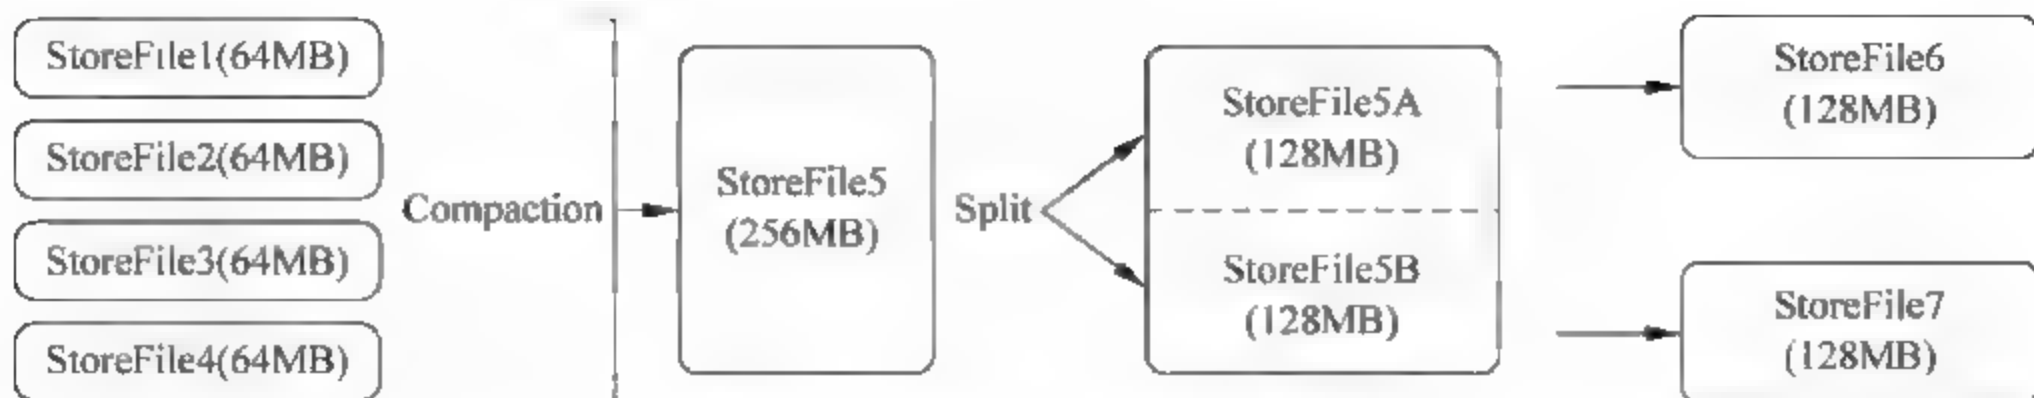 StoreFile1(64MB)
StoreFile2(64MB)
StoreFile3(64MB)
StoreFile4(64MB)
Compaction
StoreFile5
(256MB)
Split
StoreFile5A
(128MB)
StoreFile5B
(128MB)
StoreFile6
(128MB)
StoreFile7
(128MB)